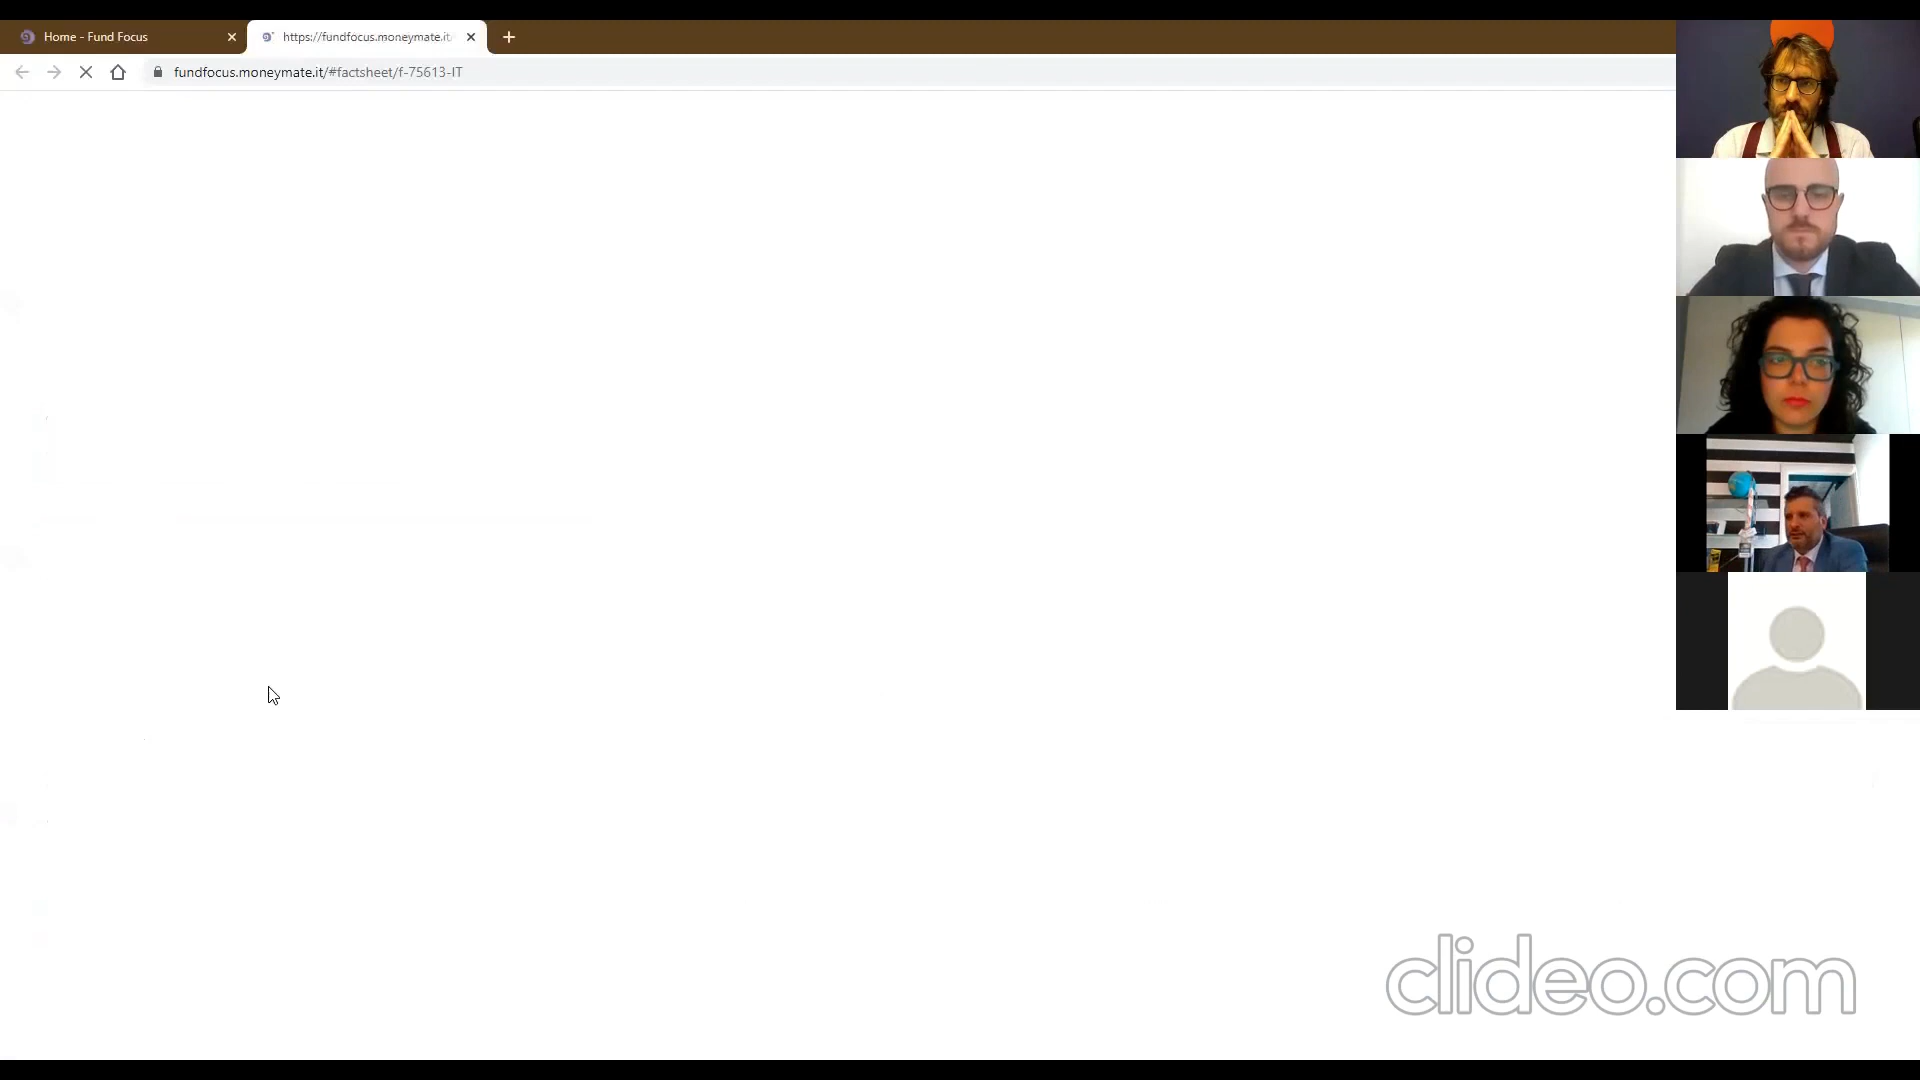 Home - Fund Focus
https://fundfocus.moneymate.it/
fundfocus.moneymate.it/#factsheet/f-75613-IT
clideo.com